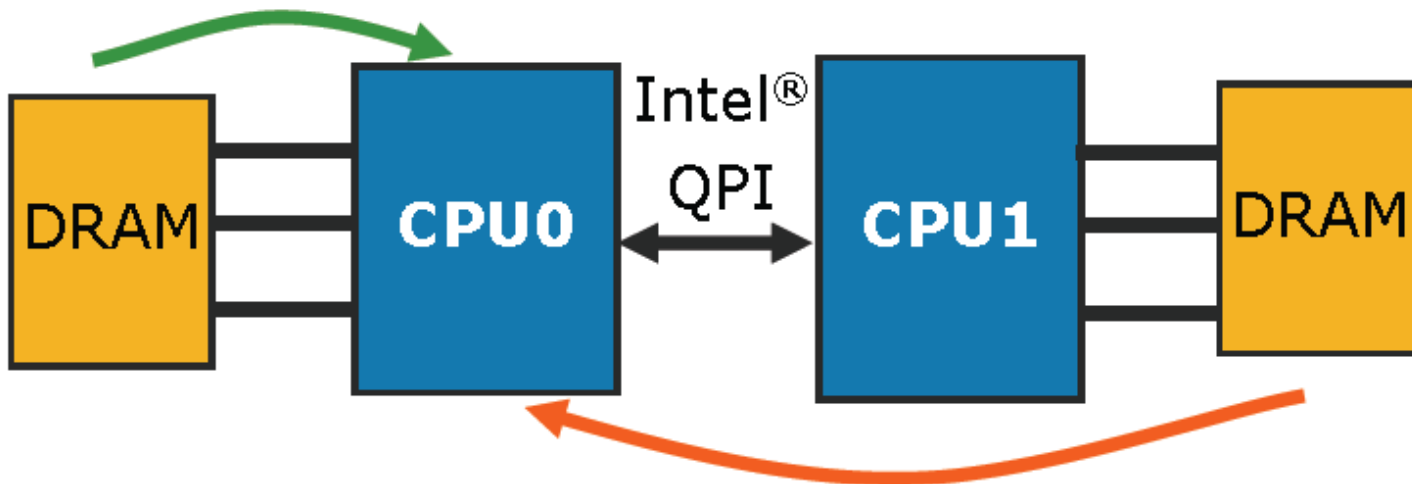 DRAM
CPU0
Intel®
QPI
CPU1
DRAM